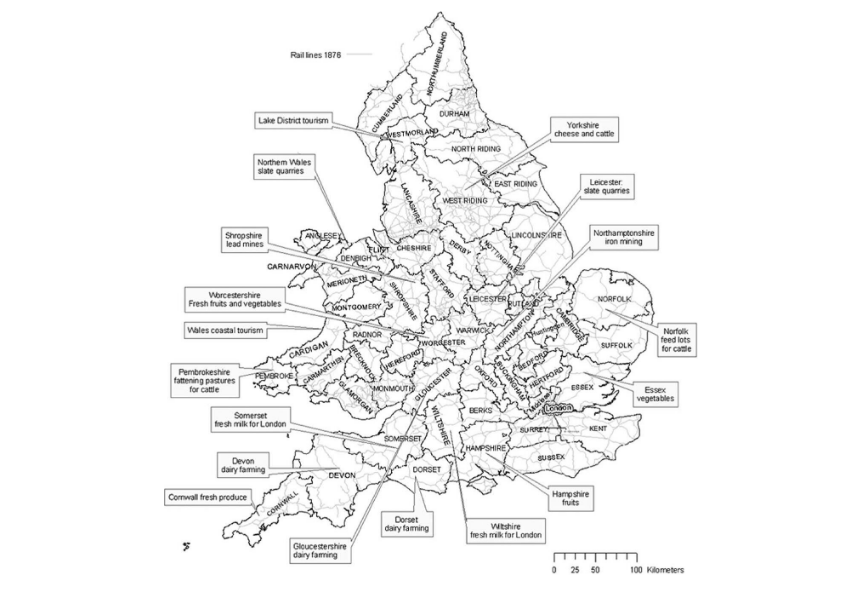 Rail lines 1876
NORTHUMBERLAND
CUMBERLAND
DURHAM
Lake District tourism
WESTMORLAND
Yorkshire
cheese and cattle
NORTH RIDING
Northern Wales
slate quarries
EAST RIDING
Leicester:
slate quarries
LANCASHIRE
WEST RIDING
Shropshire
lead mines
ANGLESEY
LINCOLNSHIRE
Northamptonshire
iron mining
FLINT
CHESHIRE
DERBY
NOTTINGHAM
DENBIGH
CARNARVON
MERIONETH
STAFFORD
SHROPSHIRE
Worcestershire
Fresh fruits and vegetables
LEICESTER
RUTLAND
NORFOLK
MONTGOMERY
NORTHAMPTON
Huntingdon
CAMBRIDGE
Wales coastal tourism
RADNOR
WARWICK
WORCESTER
SUFFOLK
Norfolk
feed lots
for cattle
CARDIGAN
BRECKNOCK
HEREFORD
BEDFORD
Pembrokeshire
fattening pastures
for cattle
PEMBROKE
CARMARTHEN
GLAMORGAN
MONMOUTH
GLOUCESTER
OXFORD
BUCKINGHAM
HERTFORD
ESSEX
Essex
vegetables
Middlesex
London
Somerset
fresh milk for London
WILTSHIRE
BERKS
SURREY
KENT
SOMERSET
HAMPSHIRE
SUSSEX
Devon
dairy farming
DEVON
DORSET
Cornwall fresh produce
CORNWALL
Hampshire
fruits
Dorset
dairy farming
Wiltshire
fresh milk for London
Gloucestershire
dairy farming
0 25 50 100 Kilometers